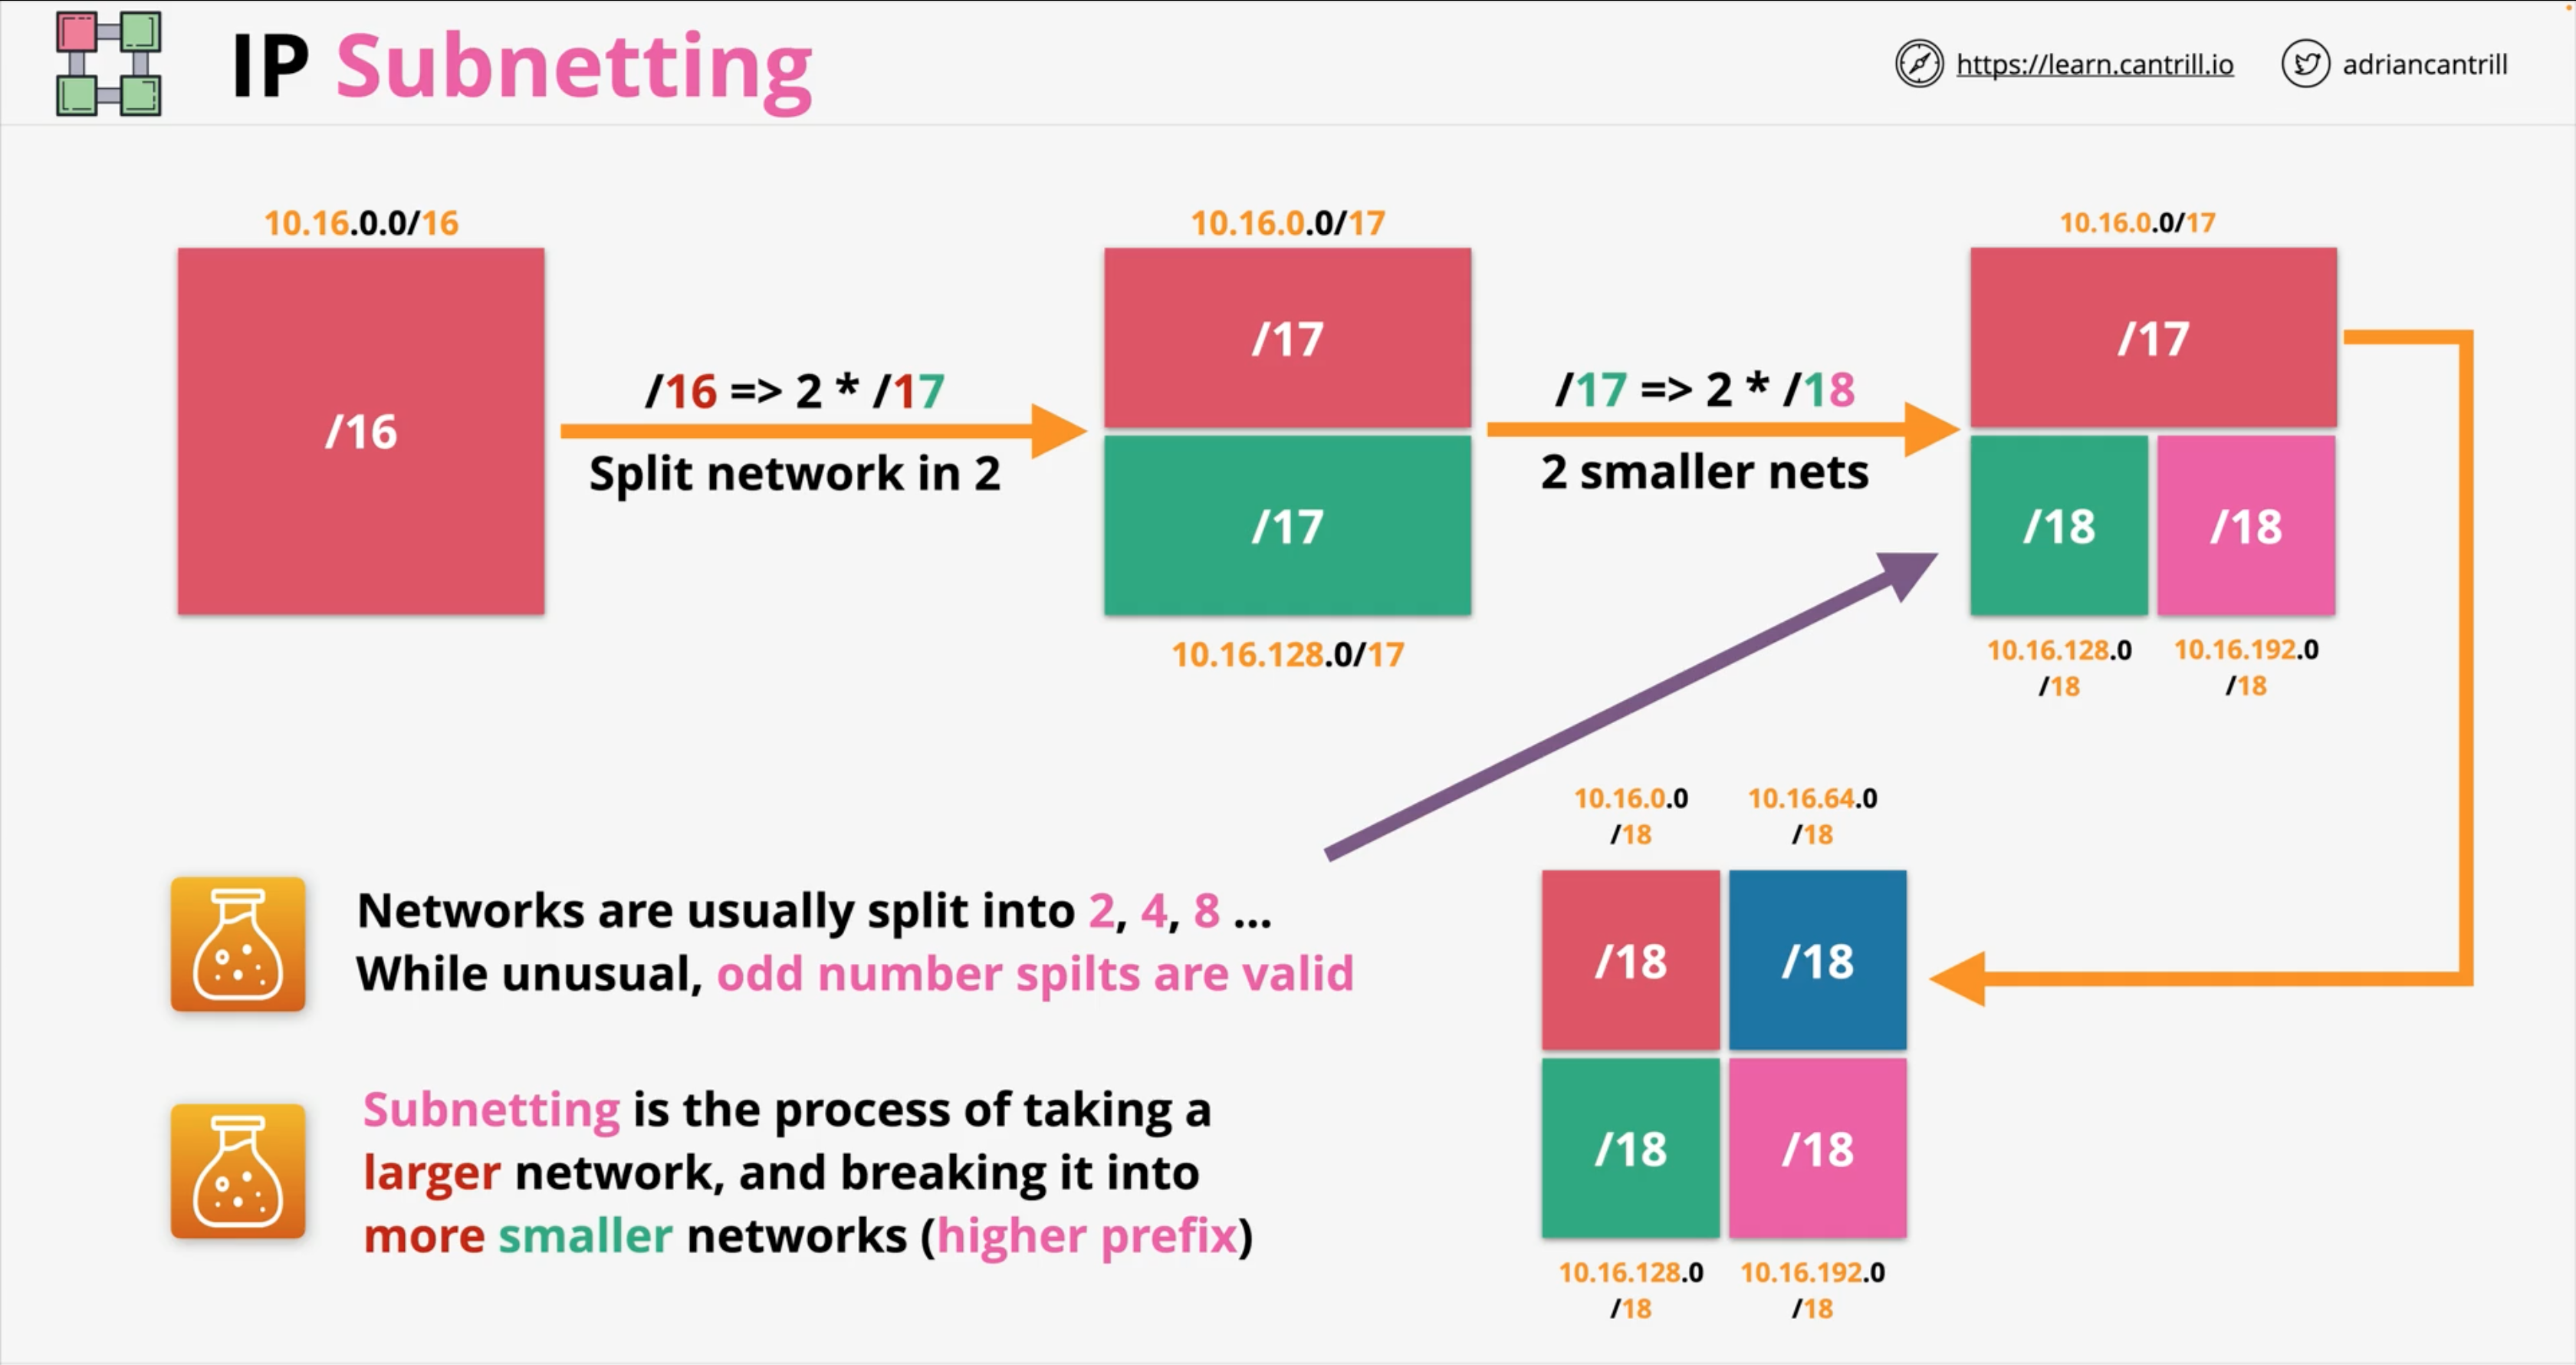 IP Subnetting
https://learn.cantrill.io
adriancantrill
10.16.0.0/16
/16
/16 => 2 * /17
Split network in 2
10.16.0.0/17
/17
/17
10.16.128.0/17
/17 => 2 * /18
2 smaller nets
10.16.0.0/17
/17
/18
/18
10.16.128.0
/18
10.16.192.0
/18
Networks are usually split into 2, 4, 8 ...
While unusual, odd number spilts are valid
Subnetting is the process of taking a
larger network, and breaking it into
more smaller networks (higher prefix)
10.16.0.0
/18
10.16.64.0
/18
/18
/18
/18
/18
10.16.128.0
/18
10.16.192.0
/18